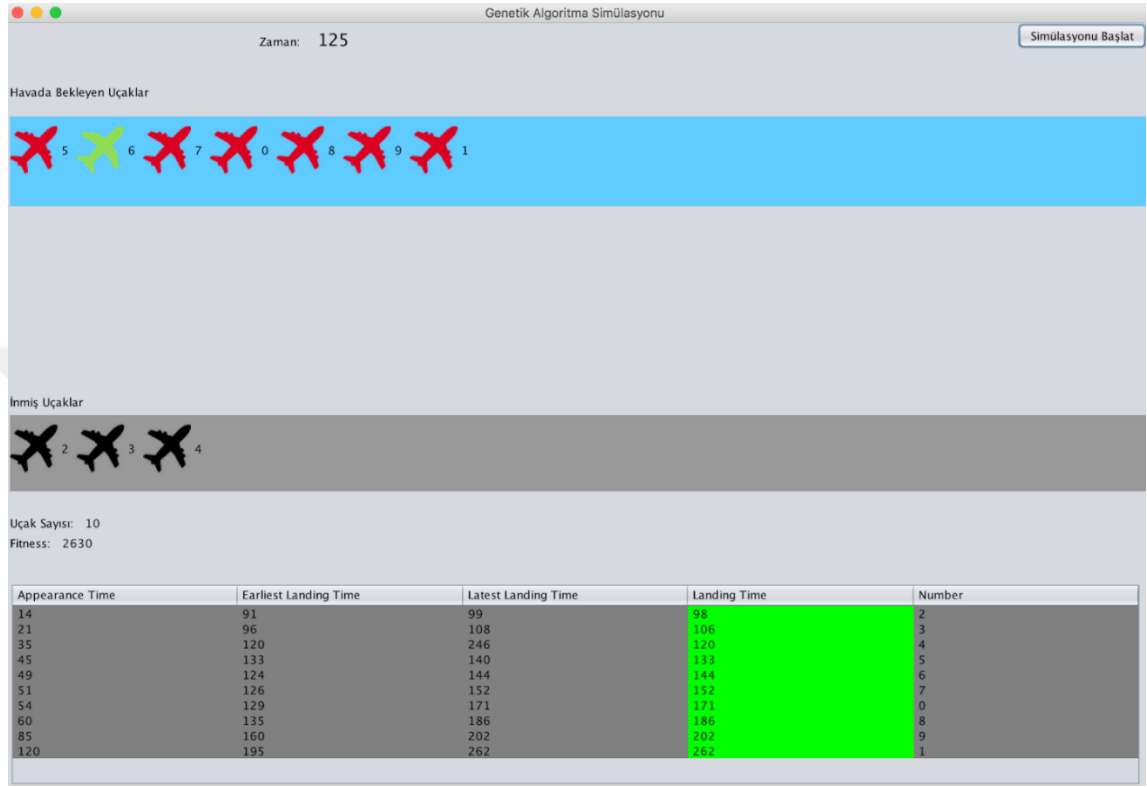 Genetik Algoritma Simülasyonu
Zaman: 125
Simülasyonu Başlat
Havada Bekleyen Uçaklar
5 6 7 0 8 9 1
İnmiş Uçaklar
2 3 4
Uçak Sayısı: 10
Fitness: 2630
Appearance Time Earliest Landing Time Latest Landing Time Landing Time Number
14 91 99 98 2
21 96 108 106 3
35 120 246 120 4
45 133 140 133 5
49 124 144 144 6
51 126 152 152 7
54 129 171 171 0
60 135 186 186 8
85 160 202 202 9
120 195 262 262 1